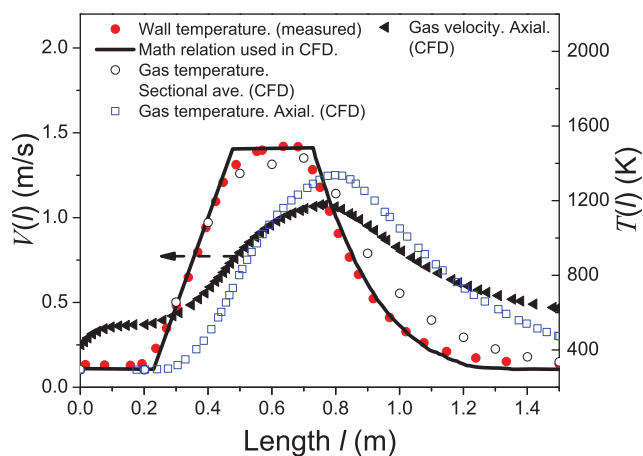 Wall temperature. (measured)
Math relation used in CFD.
Gas temperature.
Sectional ave. (CFD)
Gas temperature. Axial. (CFD)
Gas velocity. Axial.
(CFD)
V(l) (m/s)
2.0
1.5
1.0
0.5
0.0
T(l) (K)
2000
1600
1200
800
400
0.0 0.2 0.4 0.6 0.8 1.0 1.2 1.4
Length l (m)